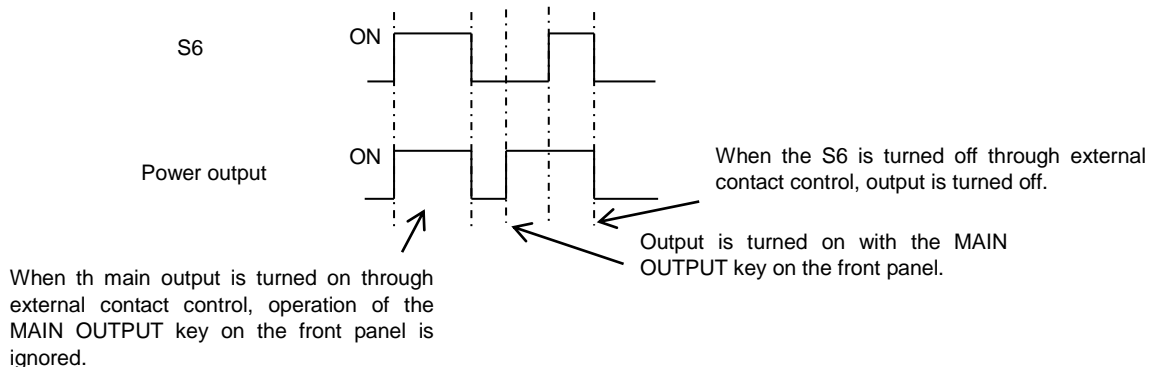 S6
ON
Power output
ON
When the S6 is turned off through external
contact control, output is turned off.
Output is turned on with the MAIN
OUTPUT key on the front panel.
When th main output is turned on through
external contact control, operation of the
MAIN OUTPUT key on the front panel is
ignored.